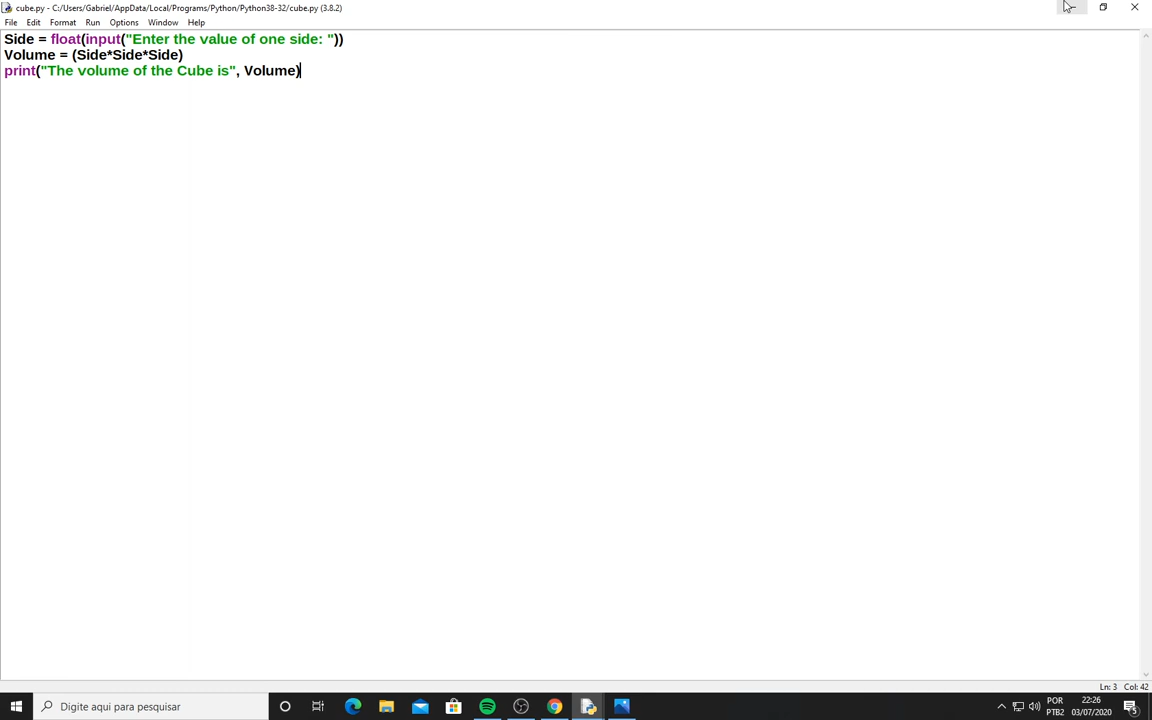 cube.py - C:/Users/Gabriel/AppData/Local/Programs/Python/Python38-32/cube.py (3.8.2)
File Edit Format Run Options Window Help
Side = float(input("Enter the value of one side: "))
Volume = (Side*Side*Side)
print("The volume of the Cube is", Volume)
Ln: 3 Col: 42
Digite aqui para pesquisar
POR 22:26
PTB2 03/07/2020 5